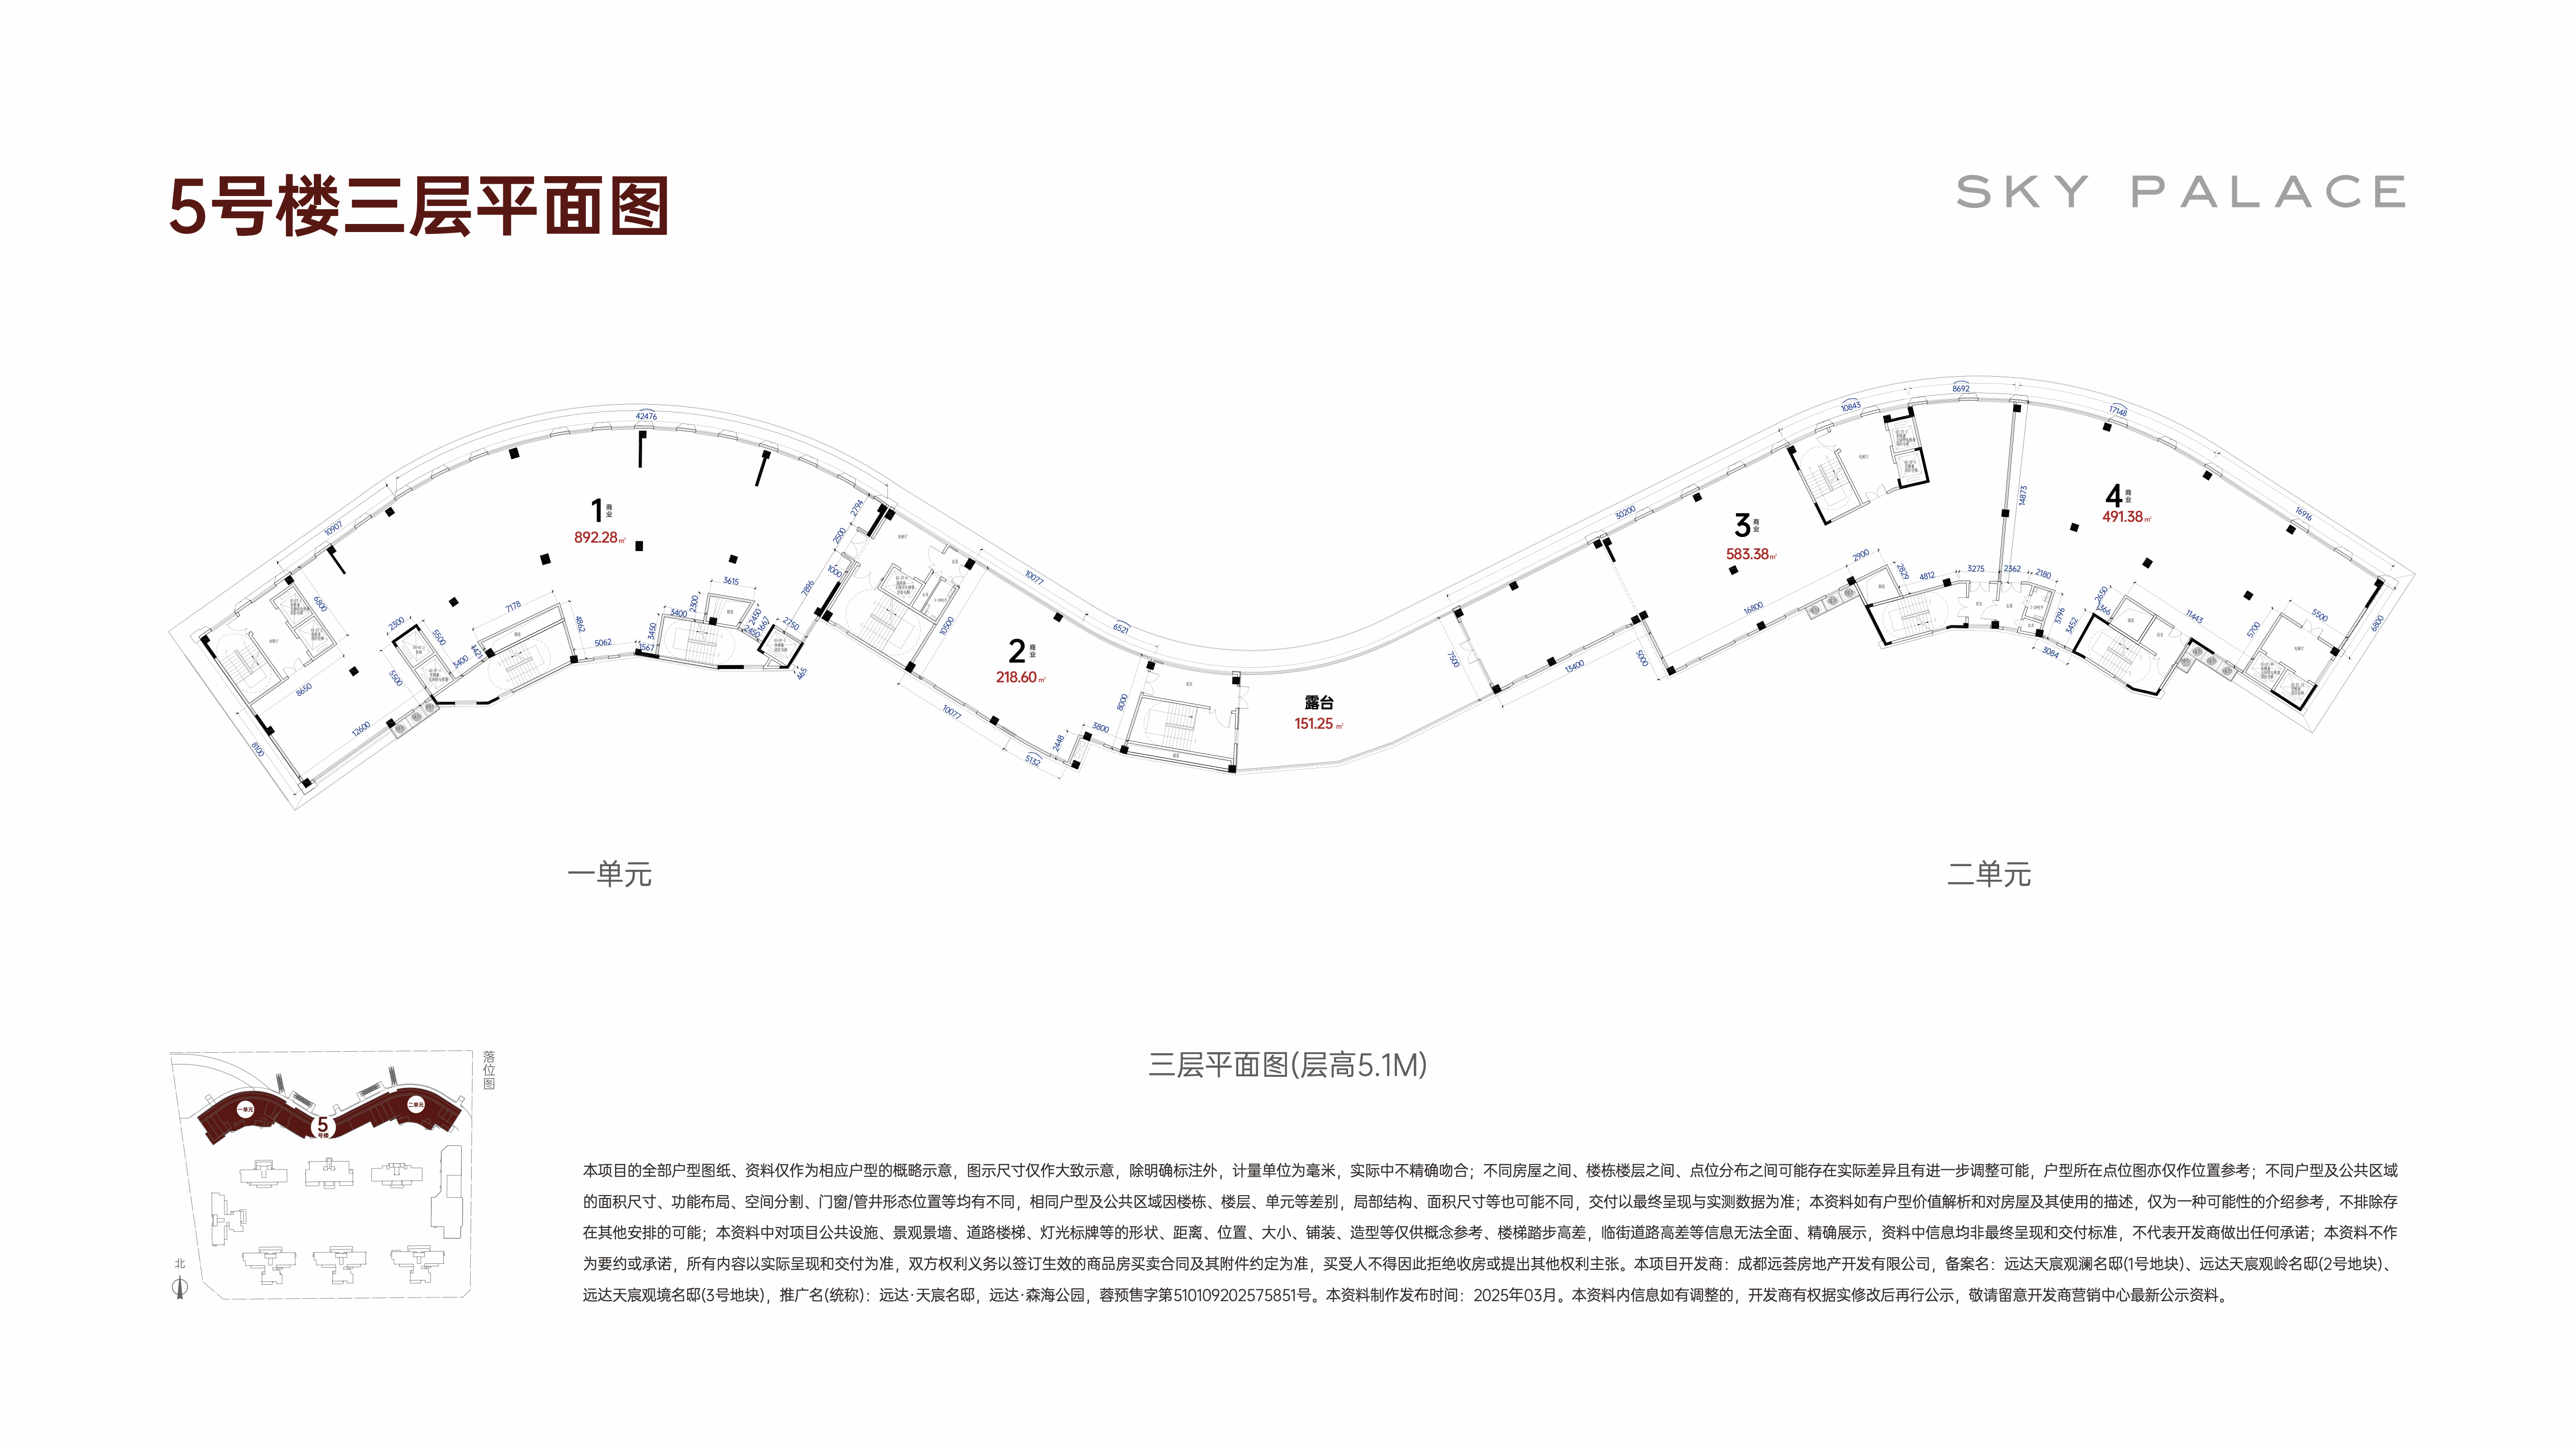 5号楼三层平面图
SKY PALACE
42476
10907
6800
8650
8100
12600
2300
5500
5500
3400
1421
7178
4862
5062
1567
3450
3400
2300
3615
2450
2450
1667
2750
465
7896
1000
2500
2794
1 商业
892.28㎡
电梯厅
10077
10500
10077
5132
2448
3800
8000
6521
2 商业
218.60㎡
露台
151.25㎡
7500
13400
5000
30200
16800
10843
8692
17148
16916
2900
2829
4812
3275
2362
2180
14873
3796
3452
3084
1366
2650
11443
5700
5500
6800
3 商业
583.38㎡
电梯厅
4 商业
491.38㎡
电梯厅
一单元
二单元
三层平面图(层高5.1M)
落位图
一单元
二单元
5
号楼
北
本项目的全部户型图纸、资料仅作为相应户型的概略示意，图示尺寸仅作大致示意，除明确标注外，计量单位为毫米，实际中不精确吻合；不同房屋之间、楼栋楼层之间、点位分布之间可能存在实际差异且有进一步调整可能，户型所在点位图亦仅作位置参考；不同户型及公共区域
的面积尺寸、功能布局、空间分割、门窗/管井形态位置等均有不同，相同户型及公共区域因楼栋、楼层、单元等差别，局部结构、面积尺寸等也可能不同，交付以最终呈现与实测数据为准；本资料如有户型价值解析和对房屋及其使用的描述，仅为一种可能性的介绍参考，不排除存
在其他安排的可能；本资料中对项目公共设施、景观景墙、道路楼梯、灯光标牌等的形状、距离、位置、大小、铺装、造型等仅供概念参考、楼梯踏步高差，临街道路高差等信息无法全面、精确展示，资料中信息均非最终呈现和交付标准，不代表开发商做出任何承诺；本资料不作
为要约或承诺，所有内容以实际呈现和交付为准，双方权利义务以签订生效的商品房买卖合同及其附件约定为准，买受人不得因此拒绝收房或提出其他权利主张。本项目开发商：成都远荟房地产开发有限公司，备案名：远达天宸观澜名邸(1号地块)、远达天宸观岭名邸(2号地块)、
远达天宸观境名邸(3号地块)，推广名(统称)：远达·天宸名邸，远达·森海公园，蓉预售字第510109202575851号。本资料制作发布时间：2025年03月。本资料内信息如有调整的，开发商有权据实修改后再行公示，敬请留意开发商营销中心最新公示资料。